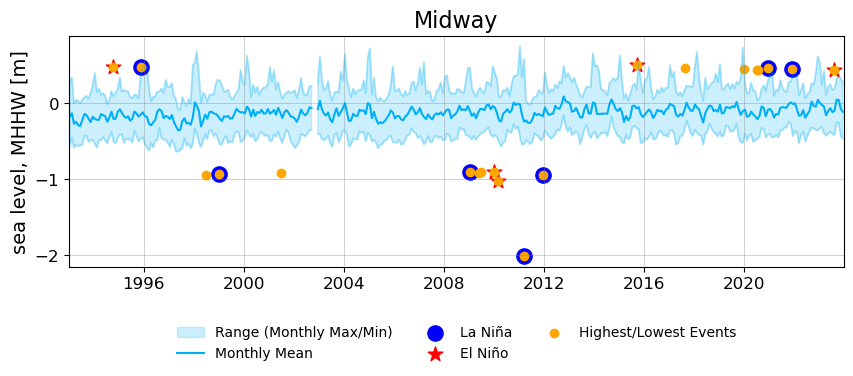 Midway
sea level, MHHW [m]
0
−1
−2
1996 2000 2004 2008 2012 2016 2020
Range (Monthly Max/Min) La Niña Highest/Lowest Events
Monthly Mean El Niño